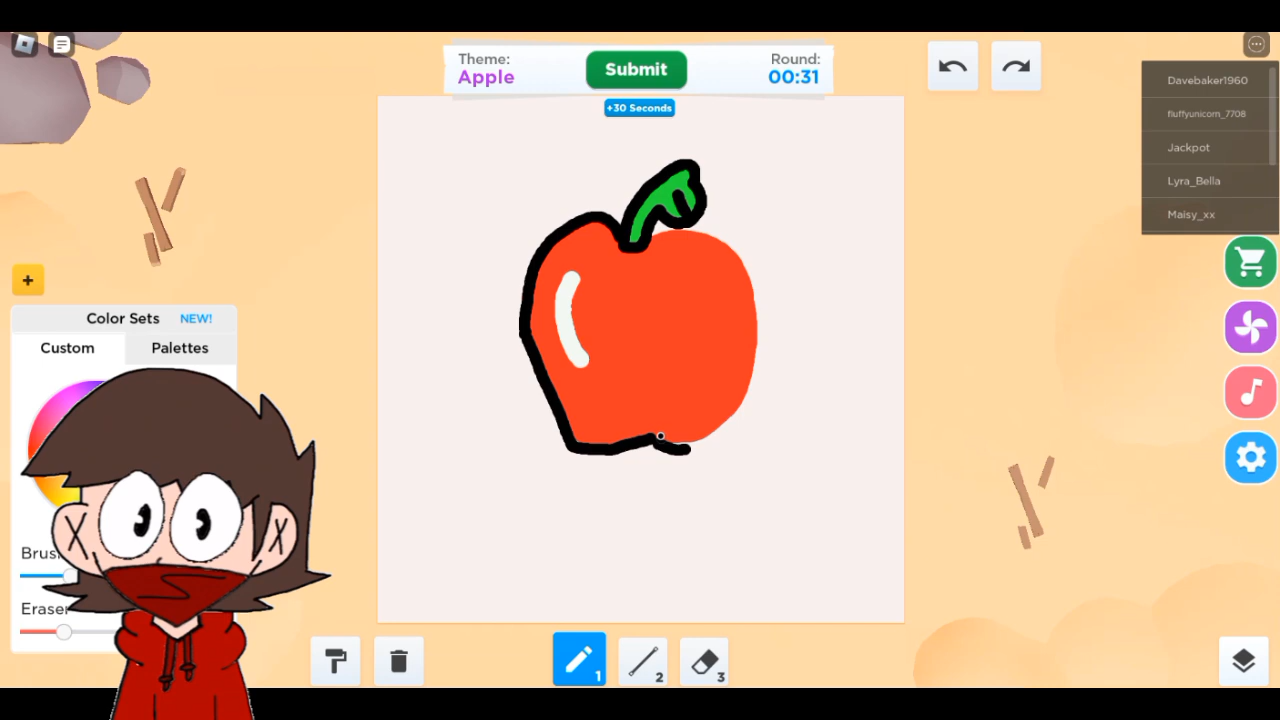 Theme:
Apple
Submit
Round:
00:31
+30 Seconds
Davebaker1960
fluffyunicorn_7708
Jackpot
Lyra_Bella
Maisy_xx
+
Color Sets NEW!
Custom Palettes
Brus
Eraser
1
2
3